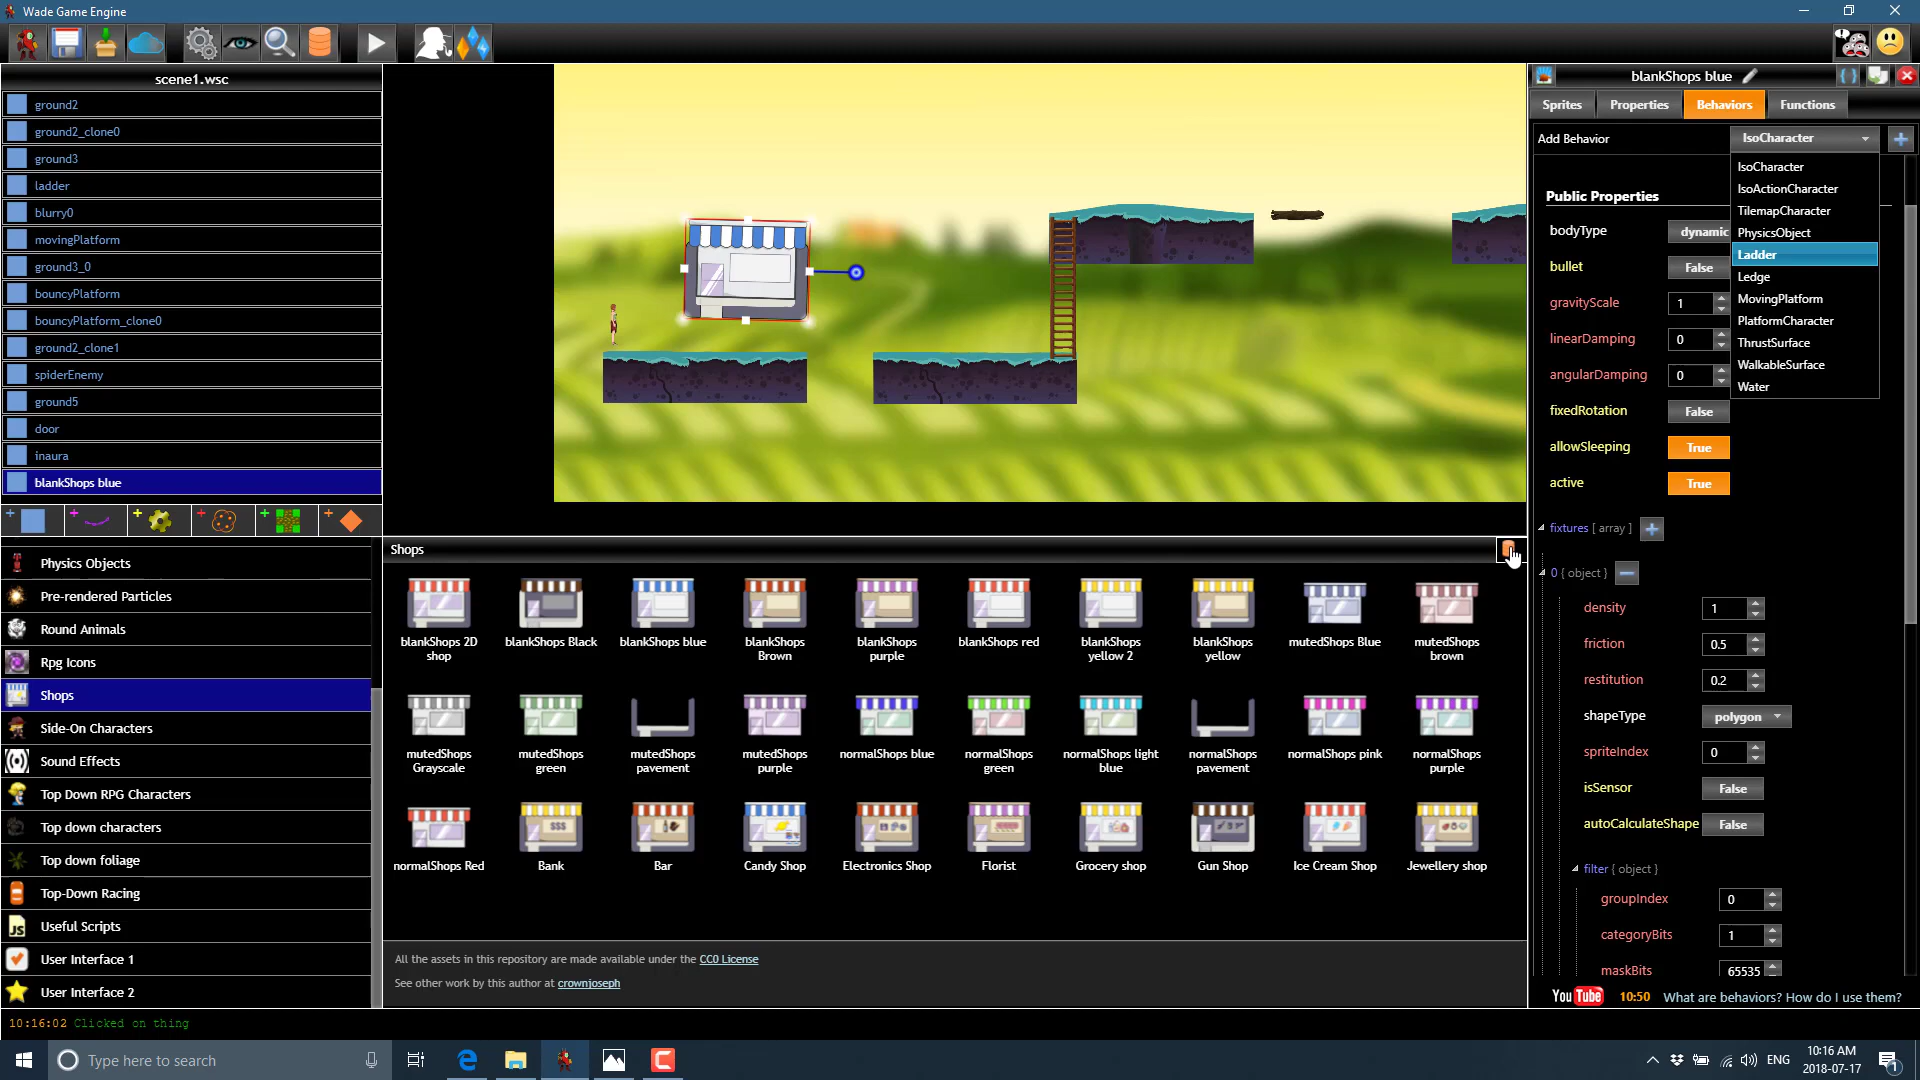 Wade Game Engine
scene1.wsc
ground2
ground2_clone0
ground3
ladder
blurry0
movingPlatform
ground3_0
bouncyPlatform
bouncyPlatform_clone0
ground2_clone1
spiderEnemy
ground5
door
inaura
blankShops blue
Physics Objects
Pre-rendered Particles
Round Animals
Rpg Icons
Shops
Side-On Characters
Sound Effects
Top Down RPG Characters
Top down characters
Top down foliage
Top-Down Racing
Useful Scripts
User Interface 1
User Interface 2
Shops
blankShops 2D shop
blankShops Black
blankShops blue
blankShops Brown
blankShops purple
blankShops red
blankShops yellow 2
blankShops yellow
mutedShops Blue
mutedShops brown
mutedShops Grayscale
mutedShops green
mutedShops pavement
mutedShops purple
normalShops blue
normalShops green
normalShops light blue
normalShops pavement
normalShops pink
normalShops purple
normalShops Red
Bank
Bar
Candy Shop
Electronics Shop
Florist
Grocery shop
Gun Shop
Ice Cream Shop
Jewellery shop
All the assets in this repository are made available under the CC0 License
See other work by this author at crownjoseph
blankShops blue
Sprites Properties Behaviors Functions
Add Behavior IsoCharacter
IsoCharacter
IsoActionCharacter
TilemapCharacter
PhysicsObject
Ladder
Ledge
MovingPlatform
PlatformCharacter
ThrustSurface
WalkableSurface
Water
Public Properties
bodyType dynamic
bullet False
gravityScale 1
linearDamping 0
angularDamping 0
fixedRotation False
allowSleeping True
active True
fixtures [ array ]
0 { object }
density 1
friction 0.5
restitution 0.2
shapeType polygon
spriteIndex 0
isSensor False
autoCalculateShape False
filter { object }
groupIndex 0
categoryBits 1
maskBits 65535
YouTube 10:50 What are behaviors? How do I use them?
10:16:02 Clicked on thing
Type here to search
ENG
10:16 AM
2018-07-17
1